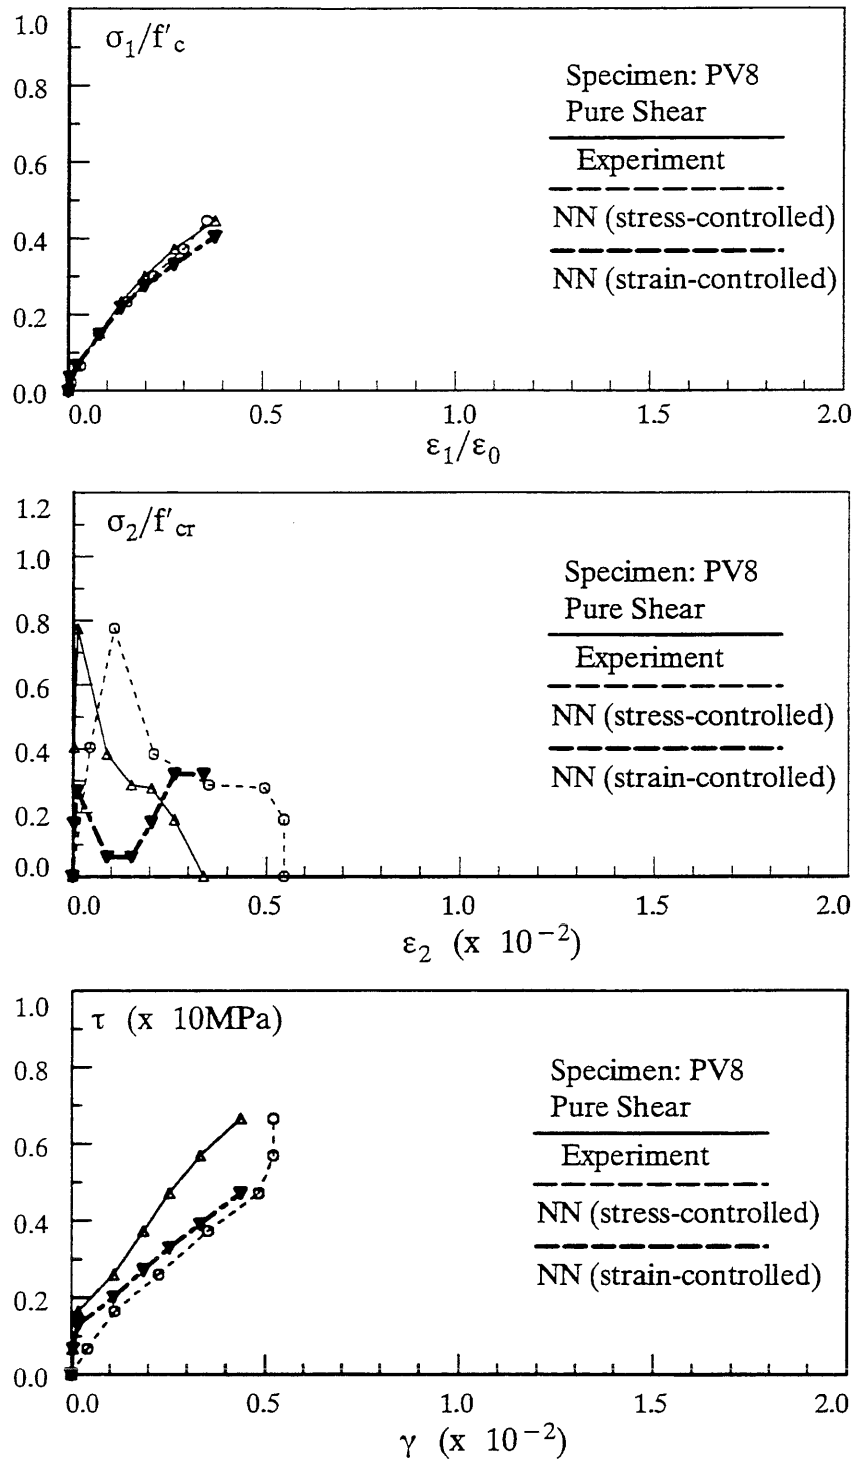 1.0
σ₁/f'c
0.8
0.6
0.4
0.2
0.0
Specimen: PV8
Pure Shear
Experiment
NN (stress-controlled)
NN (strain-controlled)
0.0 0.5 1.0 1.5 2.0
ε₁/ε₀
1.2
σ₂/f'cr
1.0
0.8
0.6
0.4
0.2
0.0
Specimen: PV8
Pure Shear
Experiment
NN (stress-controlled)
NN (strain-controlled)
0.0 0.5 1.0 1.5 2.0
ε₂ (x 10⁻²)
1.0
τ (x 10MPa)
0.8
0.6
0.4
0.2
0.0
Specimen: PV8
Pure Shear
Experiment
NN (stress-controlled)
NN (strain-controlled)
0.0 0.5 1.0 1.5 2.0
γ (x 10⁻²)